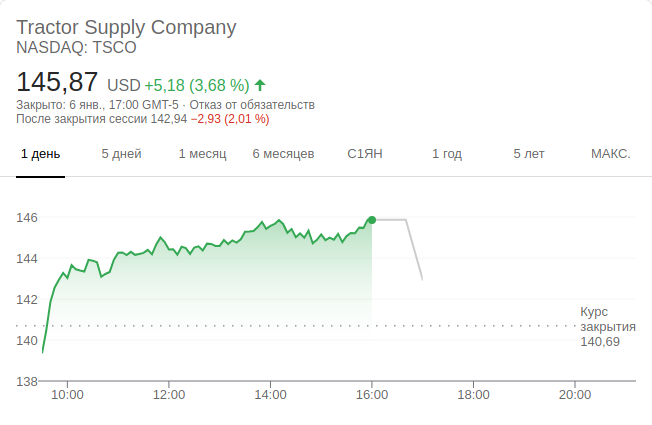 Tractor Supply Company
NASDAQ: TSCO
145,87 USD +5,18 (3,68 %) ↑
Закрыто: 6 янв., 17:00 GMT-5 · Отказ от обязательств
После закрытия сессии 142,94 −2,93 (2,01 %)
1 день 5 дней 1 месяц 6 месяцев С1ЯН 1 год 5 лет МАКС.
146
144
142
Курс
закрытия
140,69
140
138
10:00 12:00 14:00 16:00 18:00 20:00